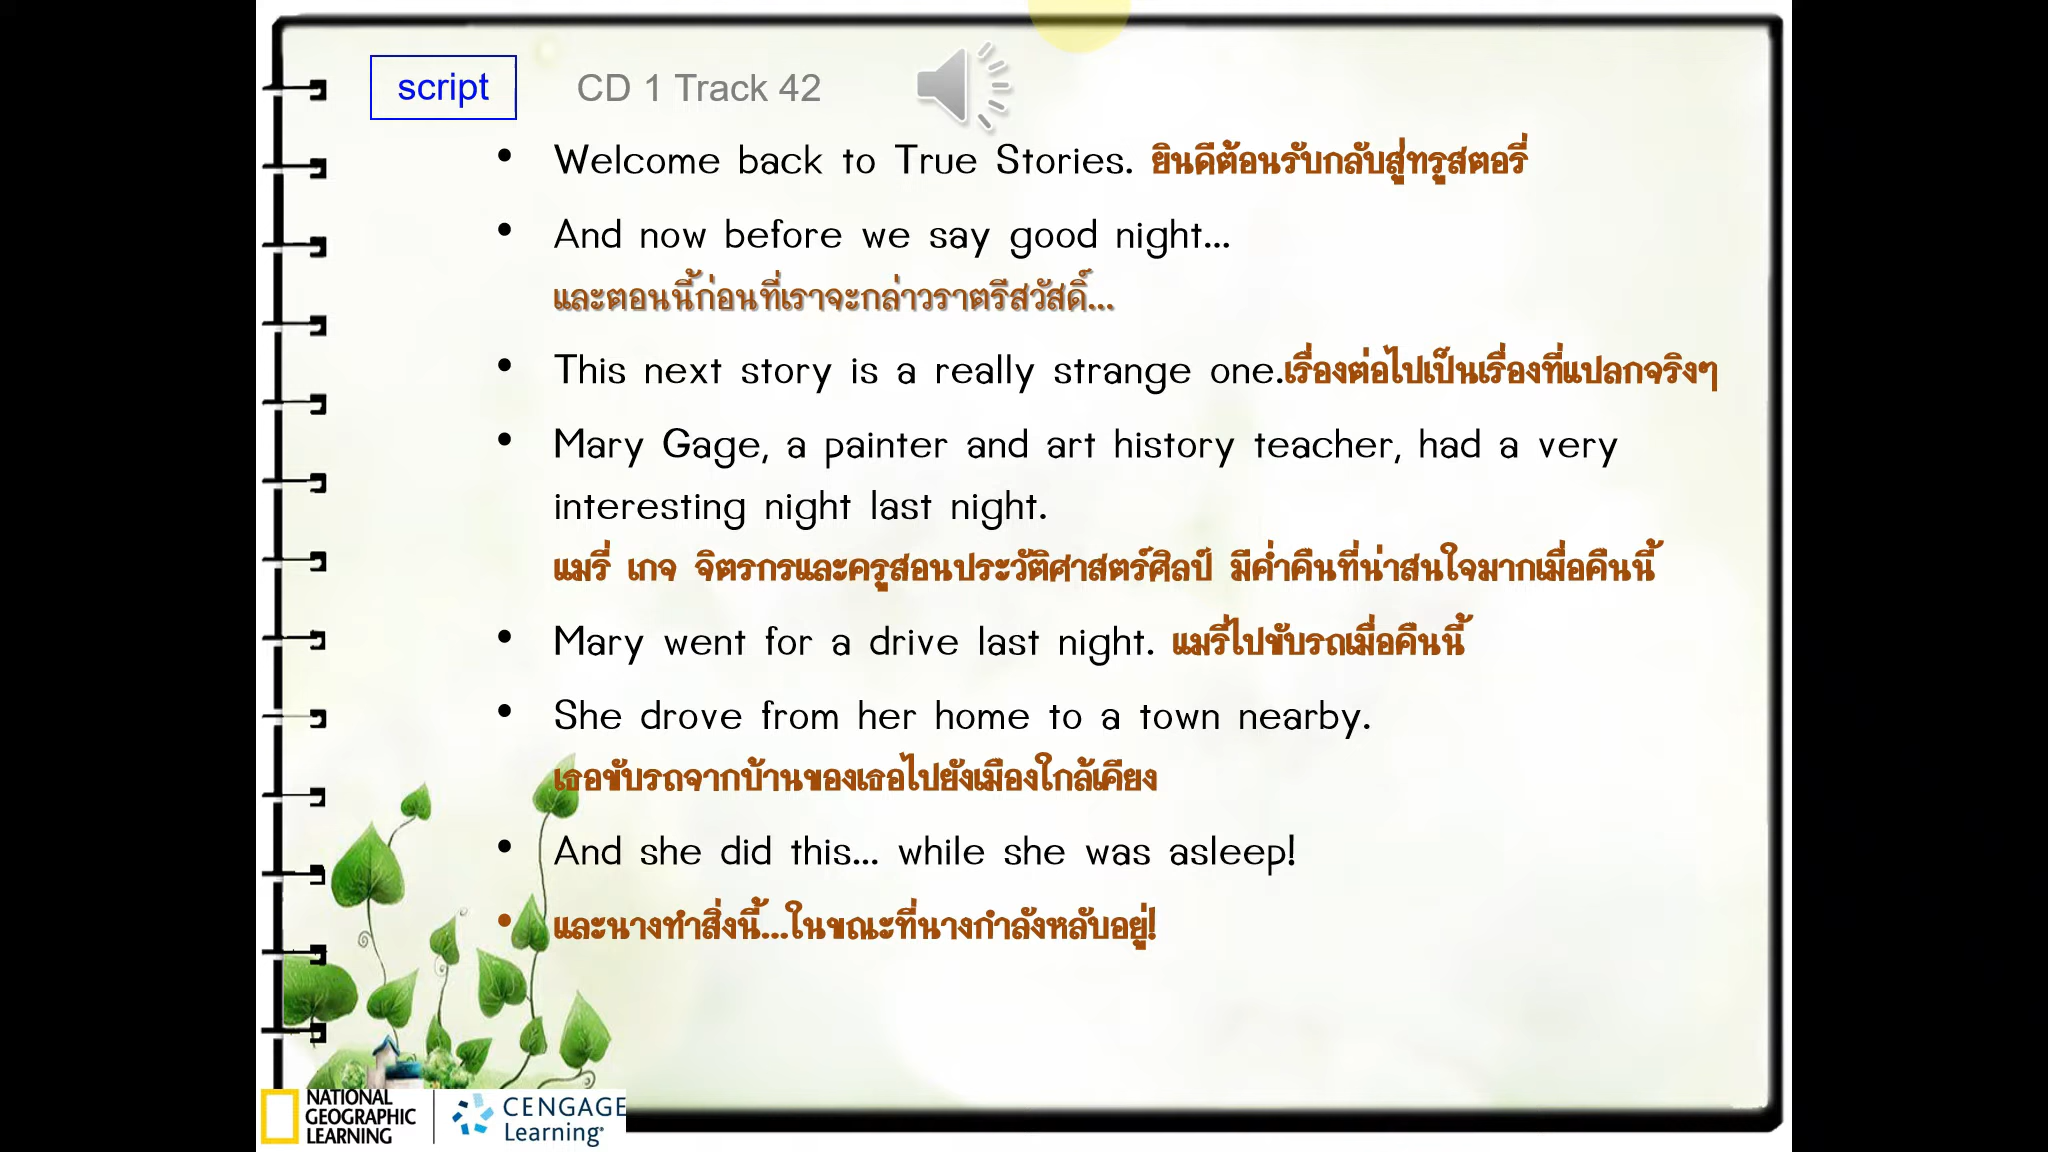 script CD 1 Track 42
• Welcome back to True Stories. ยินดีต้อนรับกลับสู่ทรูสตอรี่
• And now before we say good night...
และตอนนี้ก่อนที่เราจะกล่าวราตรีสวัสดิ์...
• This next story is a really strange one.เรื่องต่อไปเป็นเรื่องที่แปลกจริงๆ
• Mary Gage, a painter and art history teacher, had a very
interesting night last night.
แมรี่ เกจ จิตรกรและครูสอนประวัติศาสตร์ศิลป์ มีค่ำคืนที่น่าสนใจมากเมื่อคืนนี้
• Mary went for a drive last night. แมรี่ไปขับรถเมื่อคืนนี้
• She drove from her home to a town nearby.
เธอขับรถจากบ้านของเธอไปยังเมืองใกล้เคียง
• And she did this... while she was asleep!
• และนางทำสิ่งนี้...ในขณะที่นางกำลังหลับอยู่!
NATIONAL
GEOGRAPHIC
LEARNING
CENGAGE
Learning®